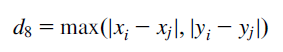 d₈ = max(|xᵢ − xⱼ|, |yᵢ − yⱼ|)